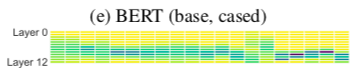 (e) BERT (base, cased)
Layer 0
Layer 12